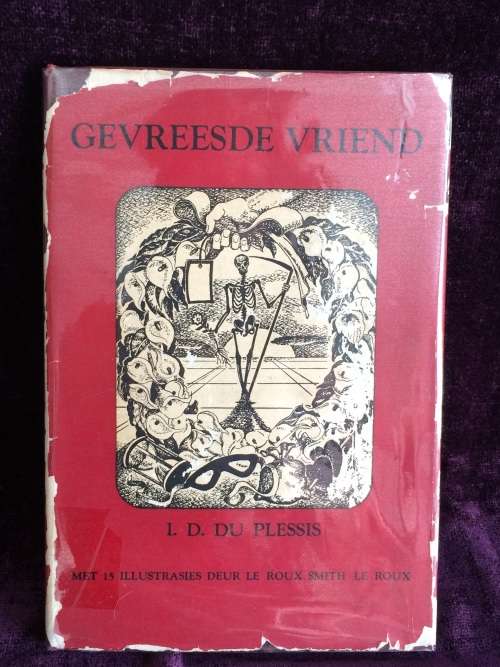 GEVREESDE VRIEND
I. D. DU PLESSIS
MET 15 ILLUSTRASIES DEUR LE ROUX SMITH LE ROUX